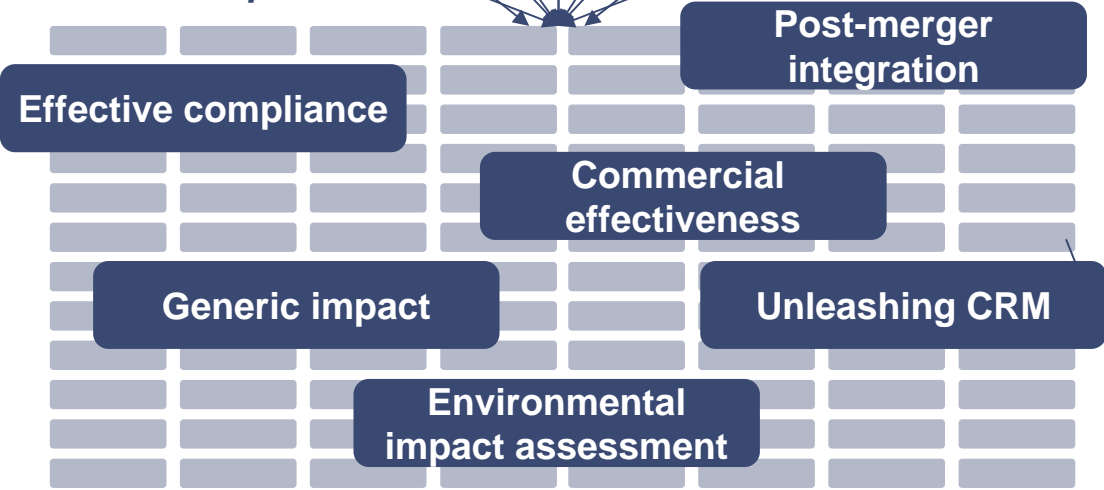 Post-merger
integration
Effective compliance
Commercial
effectiveness
Generic impact
Unleashing CRM
Environmental
impact assessment